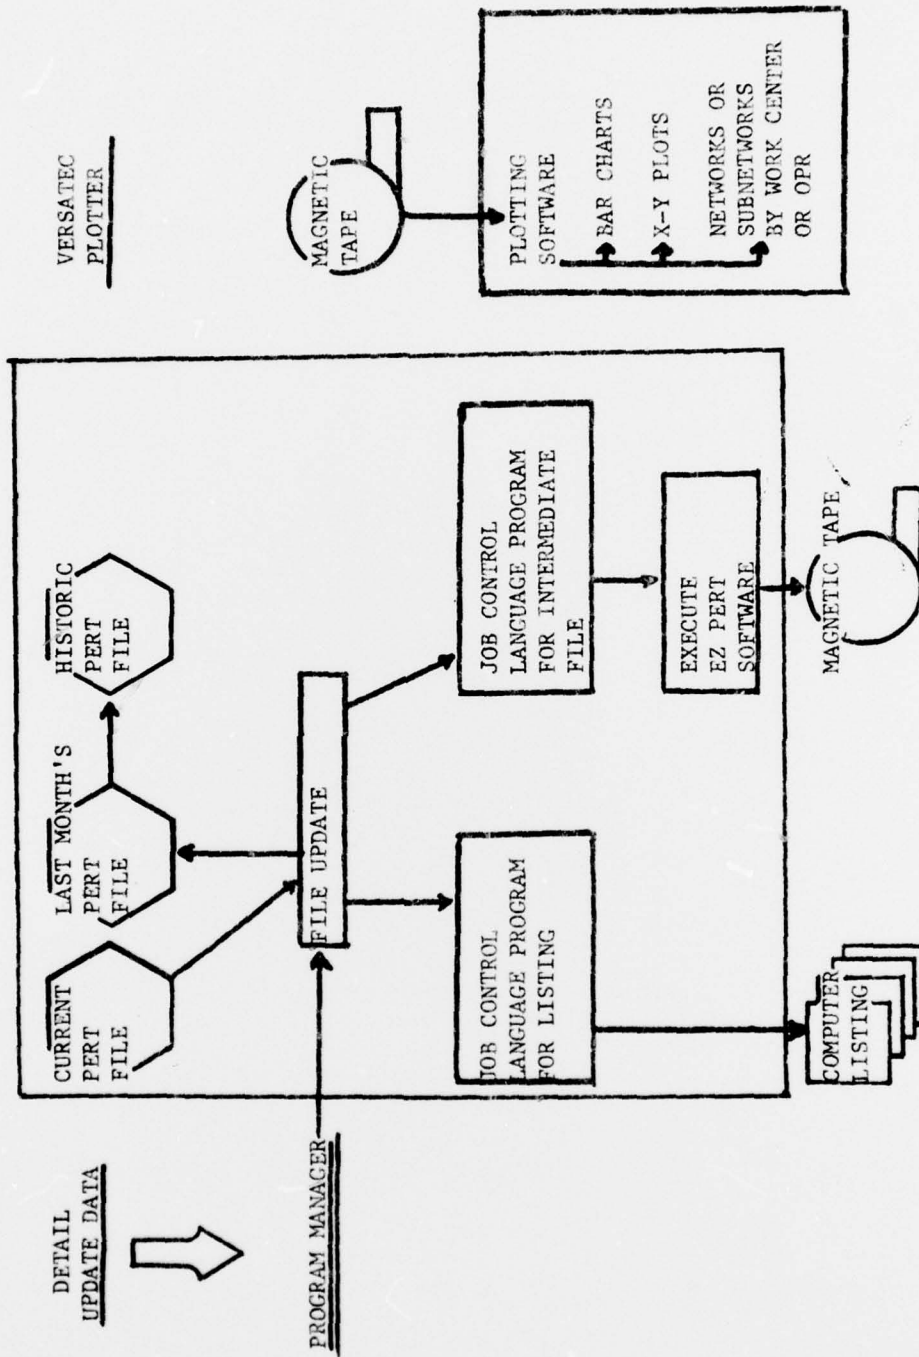 DETAIL
UPDATE DATA
PROGRAM MANAGER
CURRENT
PERT
FILE
LAST MONTH'S
PERT
FILE
HISTORIC
PERT
FILE
FILE UPDATE
JOB CONTROL
LANGUAGE PROGRAM
FOR LISTING
JOB CONTROL
LANGUAGE PROGRAM
FOR INTERMEDIATE
FILE
EXECUTE
EZ PERT
SOFTWARE
COMPUTER
LISTING
MAGNETIC TAPE
VERSATEC
PLOTTER
MAGNETIC
TAPE
PLOTTING
SOFTWARE
BAR CHARTS
X-Y PLOTS
NETWORKS OR
SUBNETWORKS
BY WORK CENTER
OR OPR